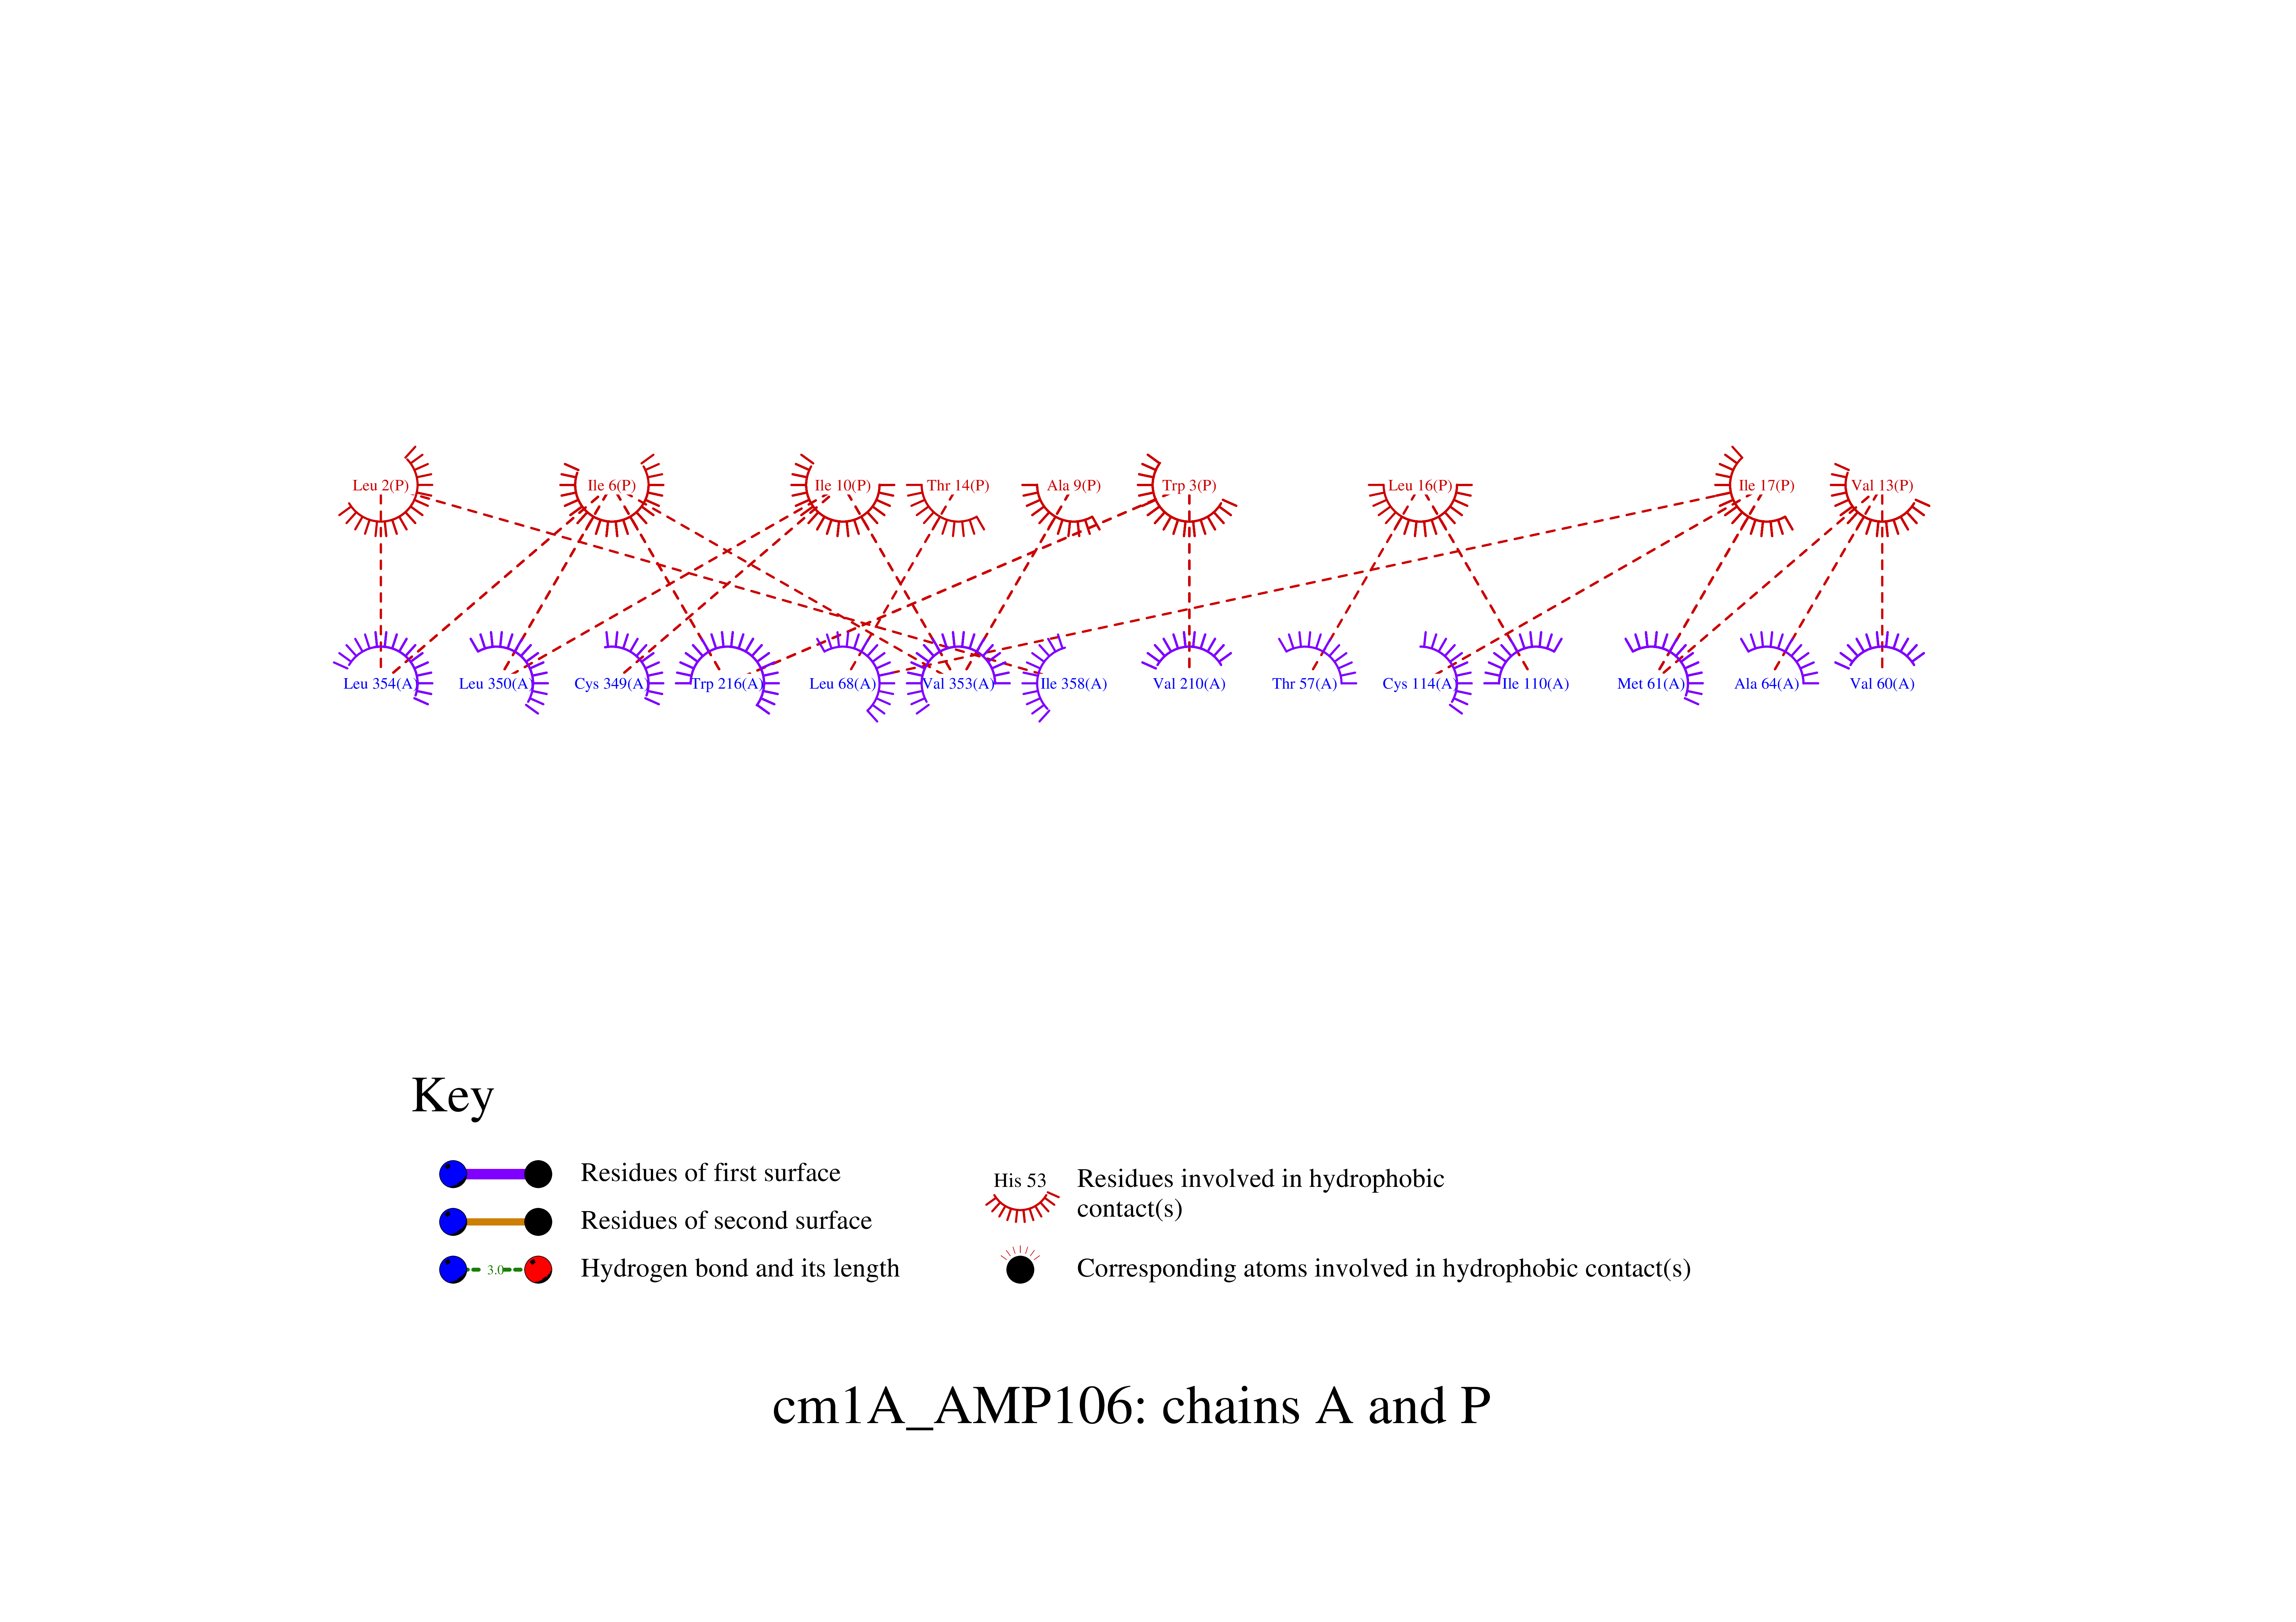 Leu 2(P) Ile 6(P) Ile 10(P) Thr 14(P) Ala 9(P) Trp 3(P) Leu 16(P) Ile 17(P) Val 13(P)
Leu 354(A) Leu 350(A) Cys 349(A) Trp 216(A) Leu 68(A) Val 353(A) Ile 358(A) Val 210(A) Thr 57(A) Cys 114(A) Ile 110(A) Met 61(A) Ala 64(A) Val 60(A)
Key
Residues of first surface
Residues of second surface
3.0 Hydrogen bond and its length
His 53 Residues involved in hydrophobic
contact(s)
Corresponding atoms involved in hydrophobic contact(s)
cm1A_AMP106: chains A and P